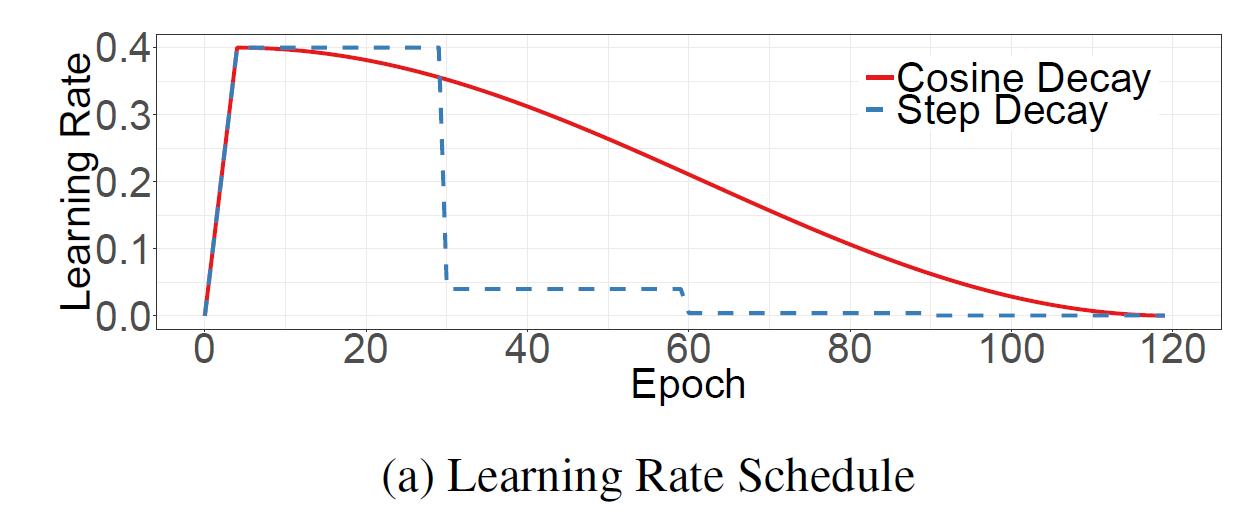 0.4
0.3
0.2
0.1
0.0
Learning Rate
Cosine Decay
Step Decay
0 20 40 60 80 100 120
Epoch
(a) Learning Rate Schedule